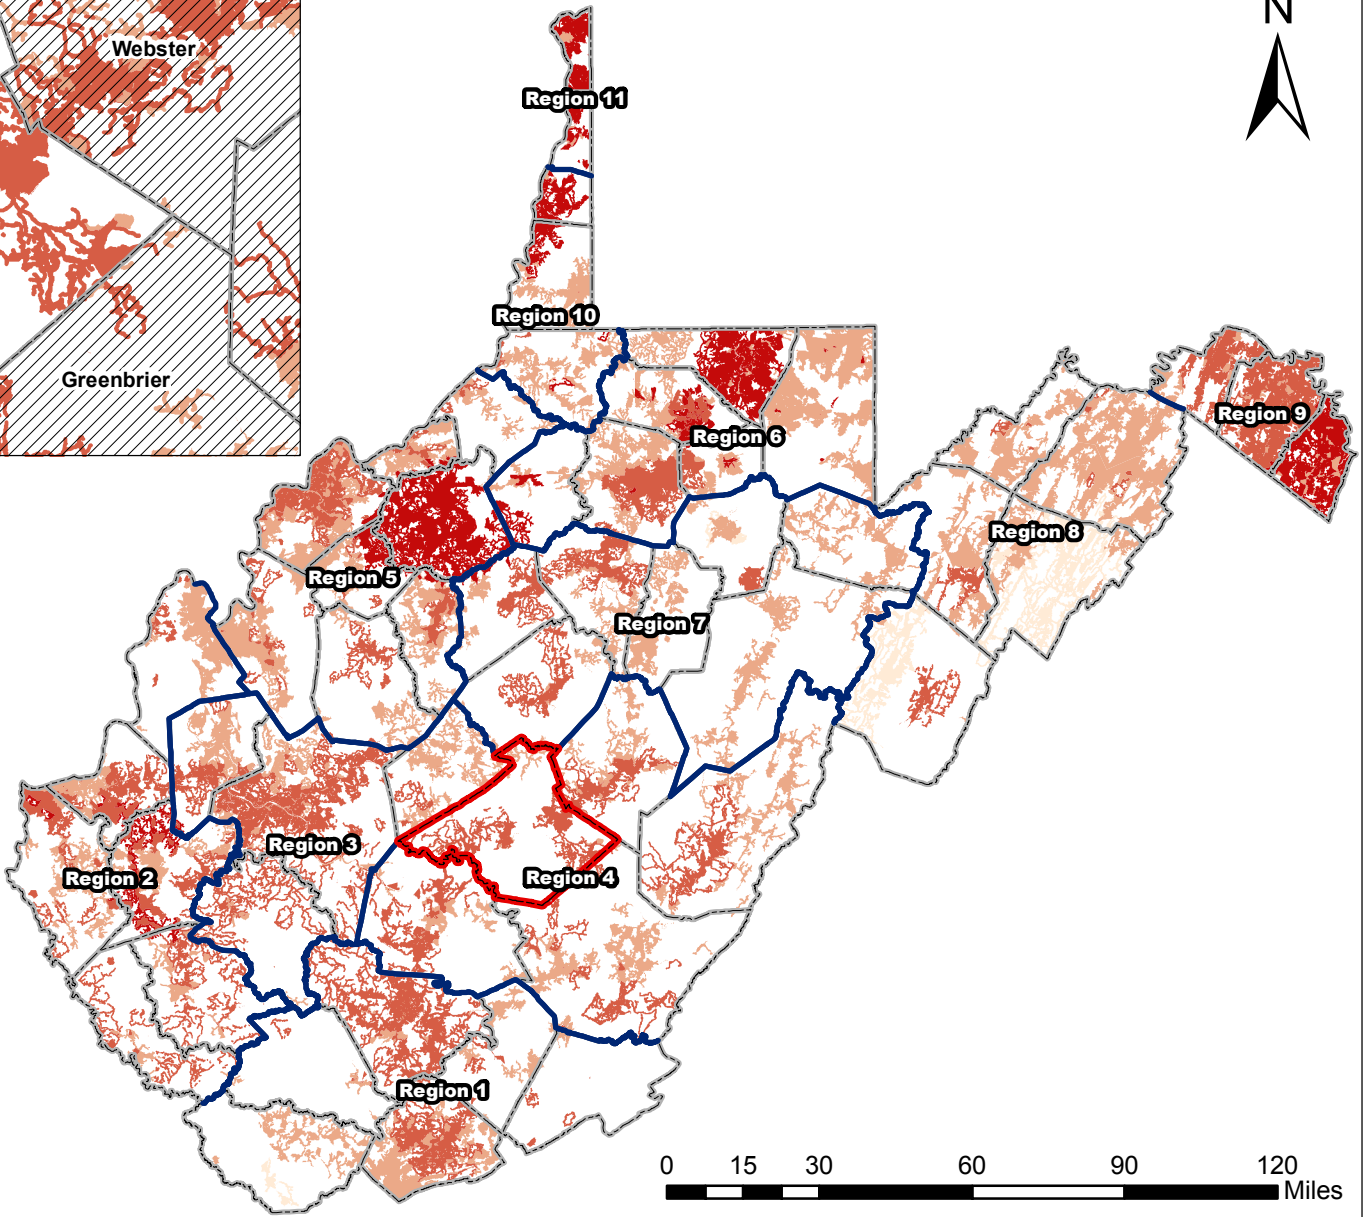 N
Webster
Region 11
Region 10
Greenbrier
Region 9
Region 6
Region 8
Region 5
Region 7
Region 3
Region 2
Region 4
Region 1
0 15 30 60 90 120
Miles